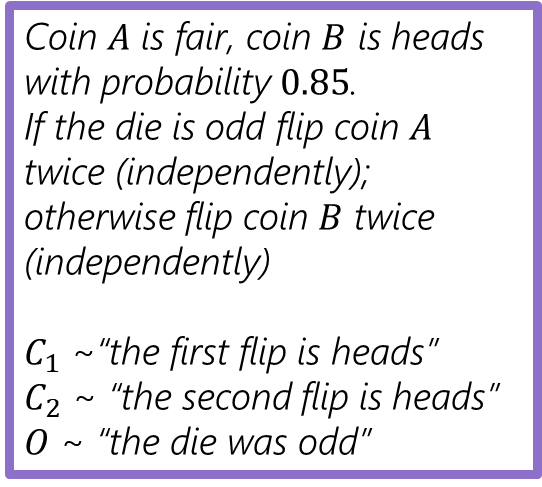 Coin A is fair, coin B is heads
with probability 0.85.
If the die is odd flip coin A
twice (independently);
otherwise flip coin B twice
(independently)
C₁ ~“the first flip is heads”
C₂ ~ “the second flip is heads”
O ~ “the die was odd”